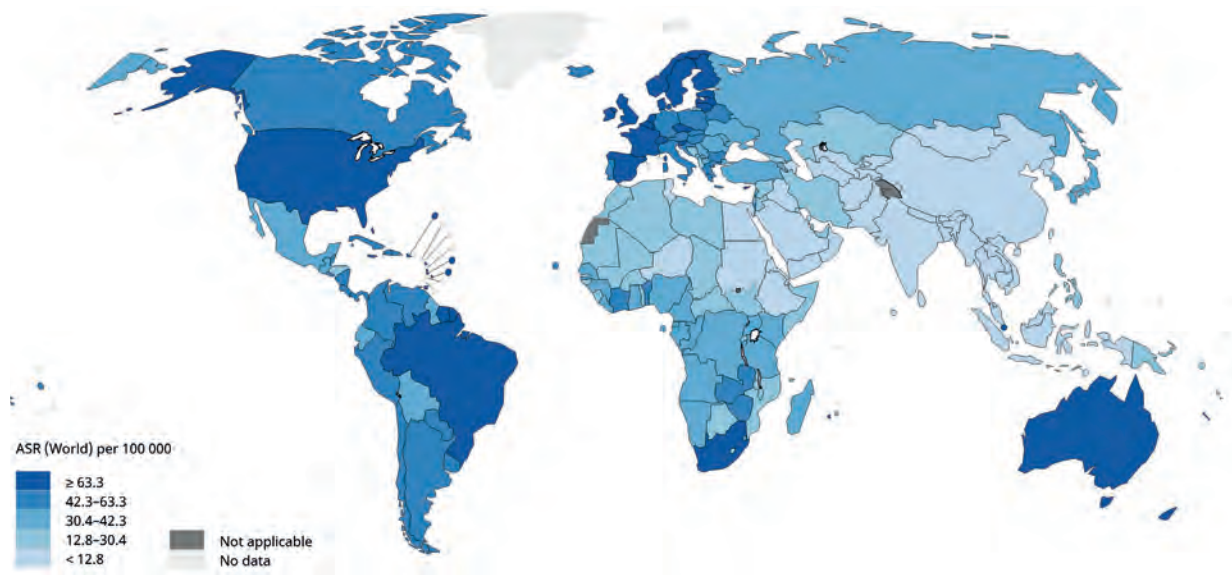 ASR (World) per 100 000
≥ 63.3
42.3–63.3
30.4–42.3
12.8–30.4
< 12.8
Not applicable
No data